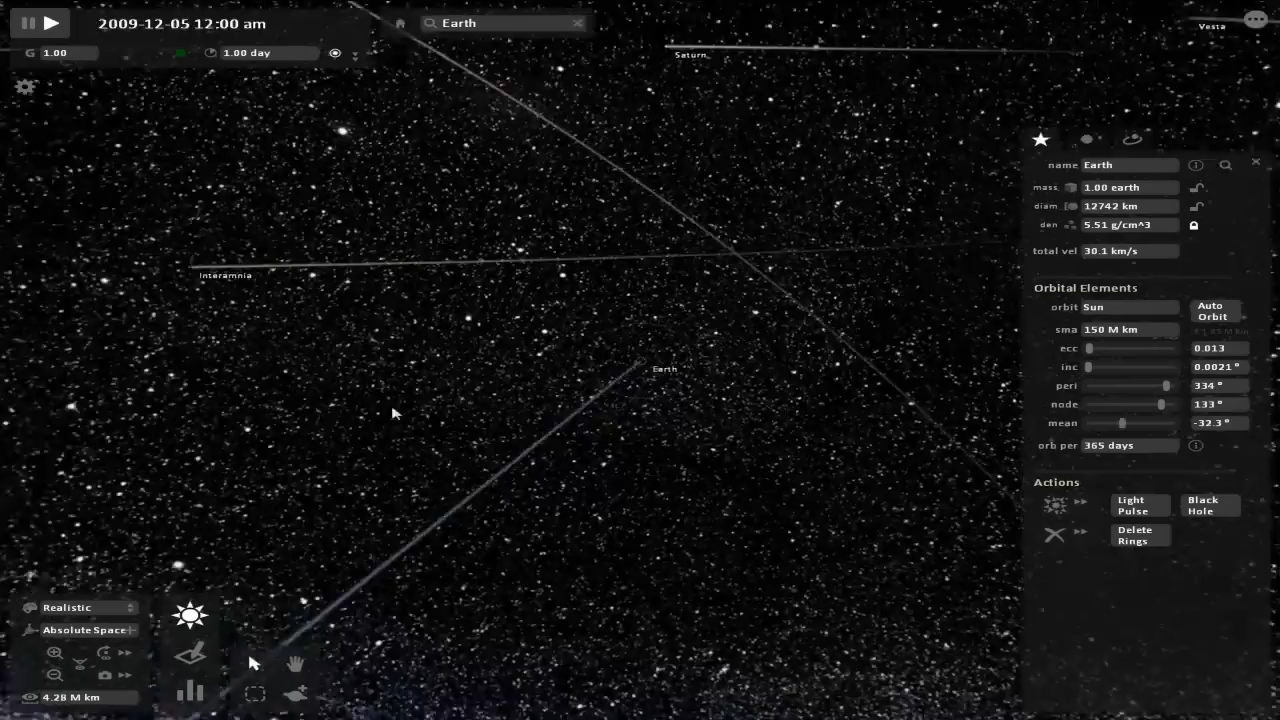 2009-12-05 12:00 am
Earth
G 1.00
1.00 day
Vesta
Saturn
Interamnia
Earth
name Earth
mass 1.00 earth
diam 12742 km
den 5.51 g/cm^3
total vel 30.1 km/s
Orbital Elements
orbit Sun
Auto Orbit
sma 150 M km
ecc 0.013
inc 0.0021 °
peri 334 °
node 133 °
mean -32.3 °
orb per 365 days
Actions
Light Pulse
Black Hole
Delete Rings
Realistic
Absolute Space
4.28 M km